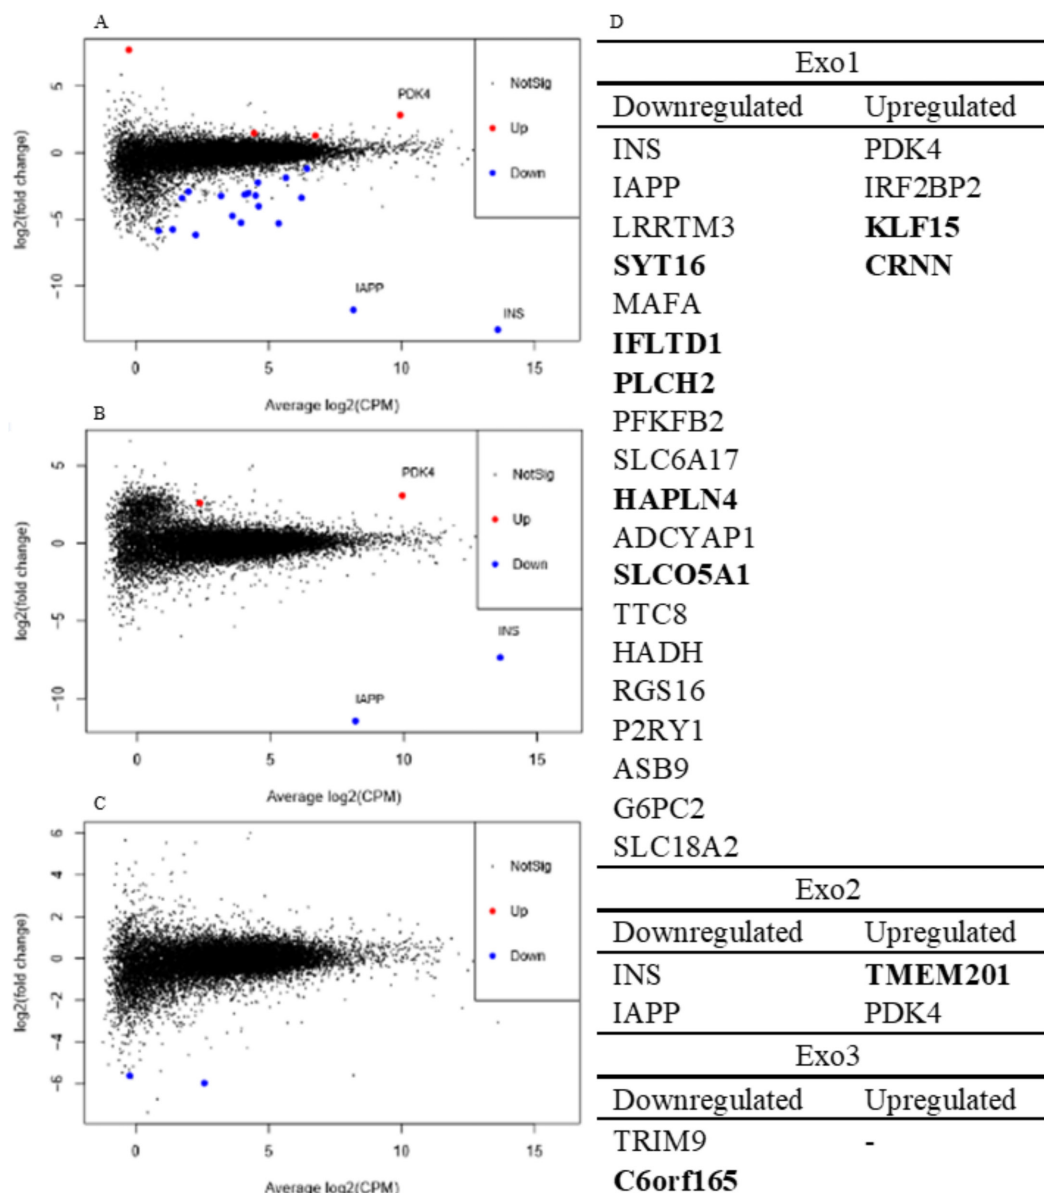 A
log2(fold change)
5
0
−5
−10
PDK4
NotSig
Up
Down
IAPP
INS
0 5 10 15
Average log2(CPM)
B
log2(fold change)
5
0
−5
−10
PDK4
NotSig
Up
Down
INS
IAPP
0 5 10 15
Average log2(CPM)
C
log2(fold change)
6
4
2
0
−2
−4
−6
NotSig
Up
Down
0 5 10 15
Average log2(CPM)
D
Exo1
Downregulated Upregulated
INS PDK4
IAPP IRF2BP2
LRRTM3 KLF15
SYT16 CRNN
MAFA
IFLTD1
PLCH2
PFKFB2
SLC6A17
HAPLN4
ADCYAP1
SLCO5A1
TTC8
HADH
RGS16
P2RY1
ASB9
G6PC2
SLC18A2
Exo2
Downregulated Upregulated
INS TMEM201
IAPP PDK4
Exo3
Downregulated Upregulated
TRIM9 -
C6orf165